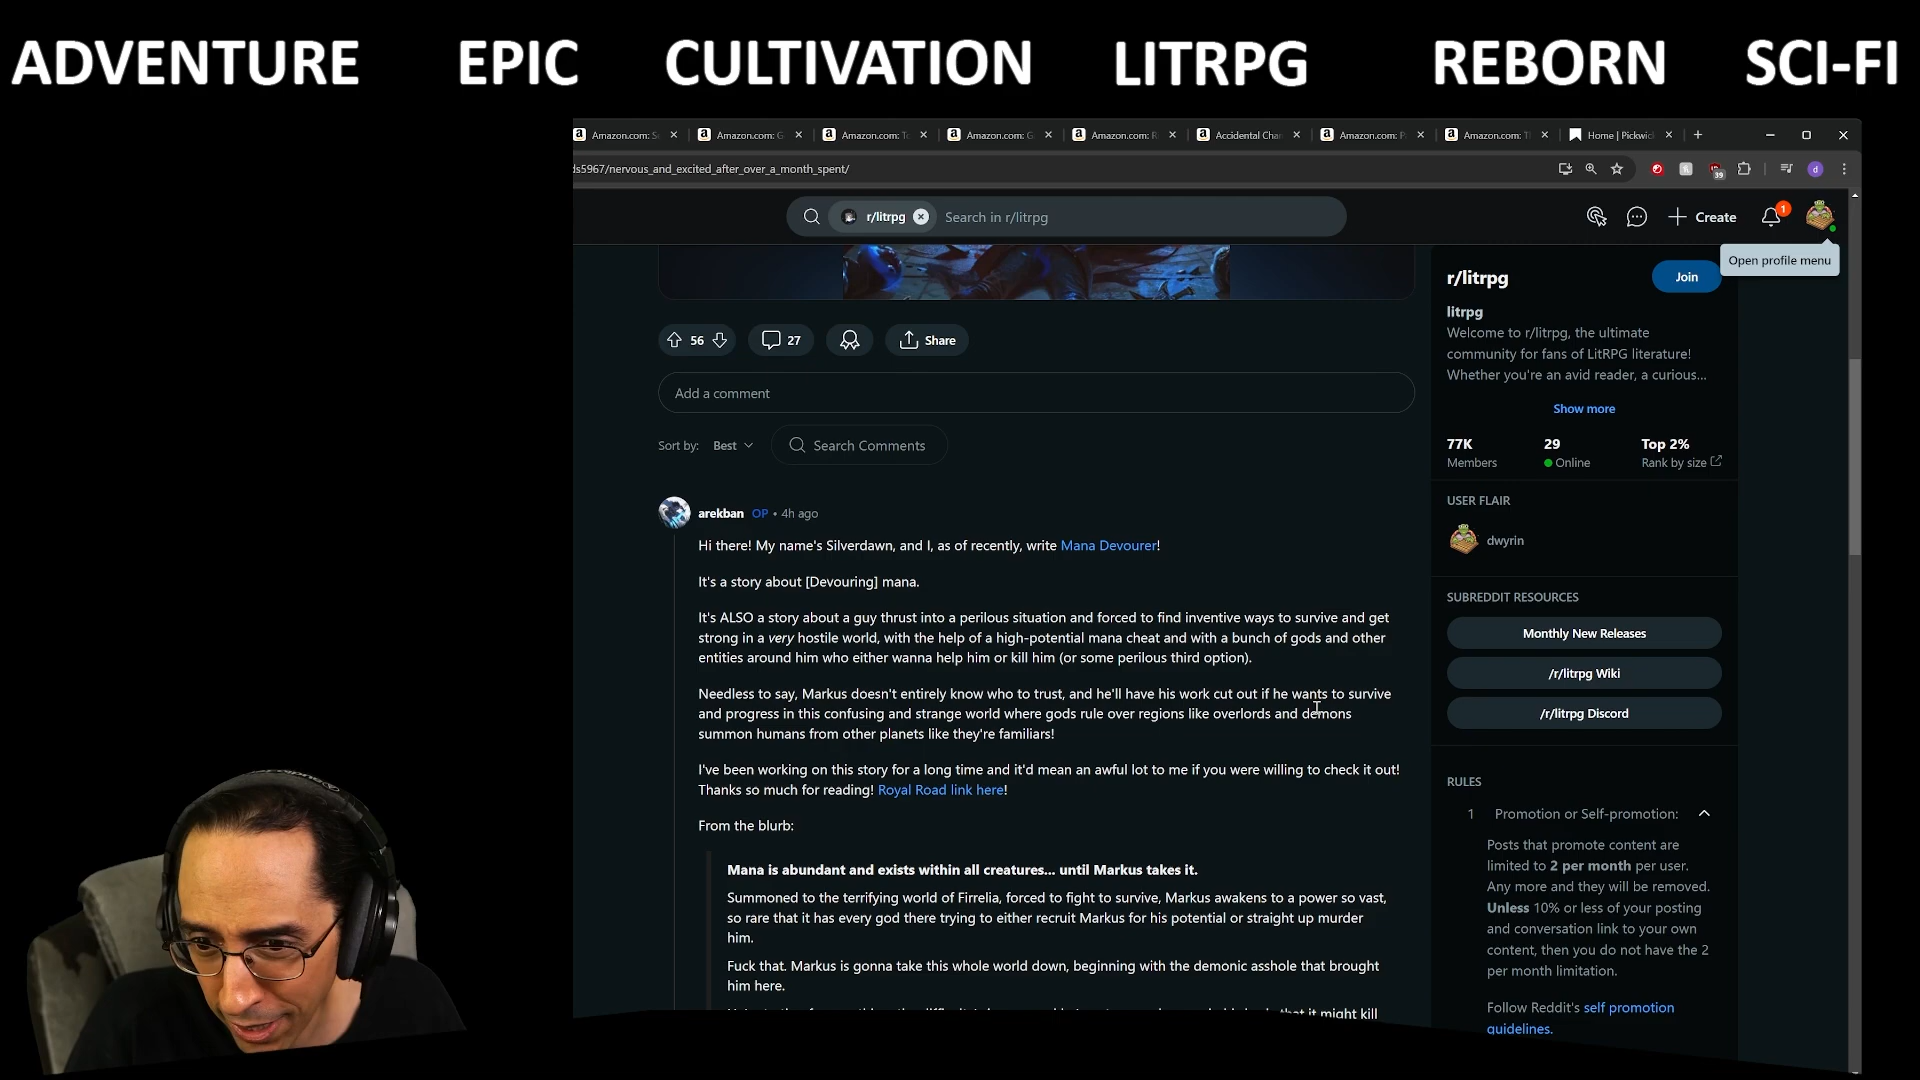 ADVENTURE EPIC CULTIVATION LITRPG REBORN SCI-FI
Amazon.com: S
Amazon.com: G
Amazon.com: T
Amazon.com: G
Amazon.com: R
Accidental Cha
Amazon.com: P
Amazon.com: T
Home | Pickwic
ds5967/nervous_and_excited_after_over_a_month_spent/
39
d
r/litrpg
Search in r/litrpg
Create
1
Open profile menu
56
27
Share
Add a comment
Sort by: Best
Search Comments
arekban OP • 4h ago
Hi there! My name's Silverdawn, and I, as of recently, write Mana Devourer!
It's a story about [Devouring] mana.
It's ALSO a story about a guy thrust into a perilous situation and forced to find inventive ways to survive and get
strong in a very hostile world, with the help of a high-potential mana cheat and with a bunch of gods and other
entities around him who either wanna help him or kill him (or some perilous third option).
Needless to say, Markus doesn't entirely know who to trust, and he'll have his work cut out if he wants to survive
and progress in this confusing and strange world where gods rule over regions like overlords and demons
summon humans from other planets like they're familiars!
I've been working on this story for a long time and it'd mean an awful lot to me if you were willing to check it out!
Thanks so much for reading! Royal Road link here!
From the blurb:
Mana is abundant and exists within all creatures... until Markus takes it.
Summoned to the terrifying world of Firrelia, forced to fight to survive, Markus awakens to a power so vast,
so rare that it has every god there trying to either recruit Markus for his potential or straight up murder
him.
Fuck that. Markus is gonna take this whole world down, beginning with the demonic asshole that brought
him here.
that it might kill
r/litrpg
Join
litrpg
Welcome to r/litrpg, the ultimate
community for fans of LitRPG literature!
Whether you're an avid reader, a curious...
Show more
77K 29 Top 2%
Members Online Rank by size
USER FLAIR
dwyrin
SUBREDDIT RESOURCES
Monthly New Releases
/r/litrpg Wiki
/r/litrpg Discord
RULES
1 Promotion or Self-promotion:
Posts that promote content are
limited to 2 per month per user.
Any more and they will be removed.
Unless 10% or less of your posting
and conversation link to your own
content, then you do not have the 2
per month limitation.
Follow Reddit's self promotion
guidelines.